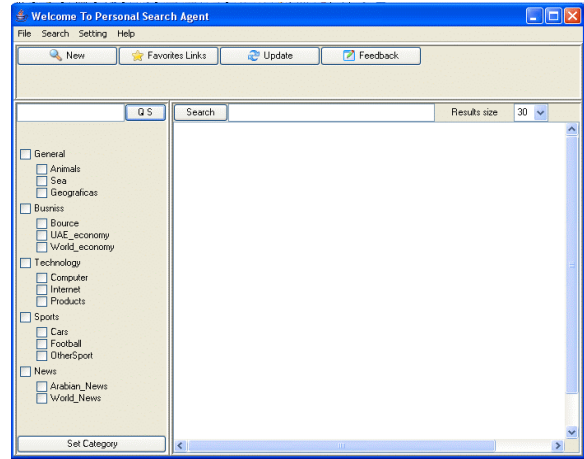 Welcome To Personal Search Agent
File Search Setting Help
New Favorites Links Update Feedback
Q S Search Results size 30
General
Animals
Sea
Geograficas
Busniss
Bource
UAE_economy
World_economy
Technology
Computer
Internet
Products
Sports
Cars
Football
OtherSport
News
Arabian_News
World_News
Set Category